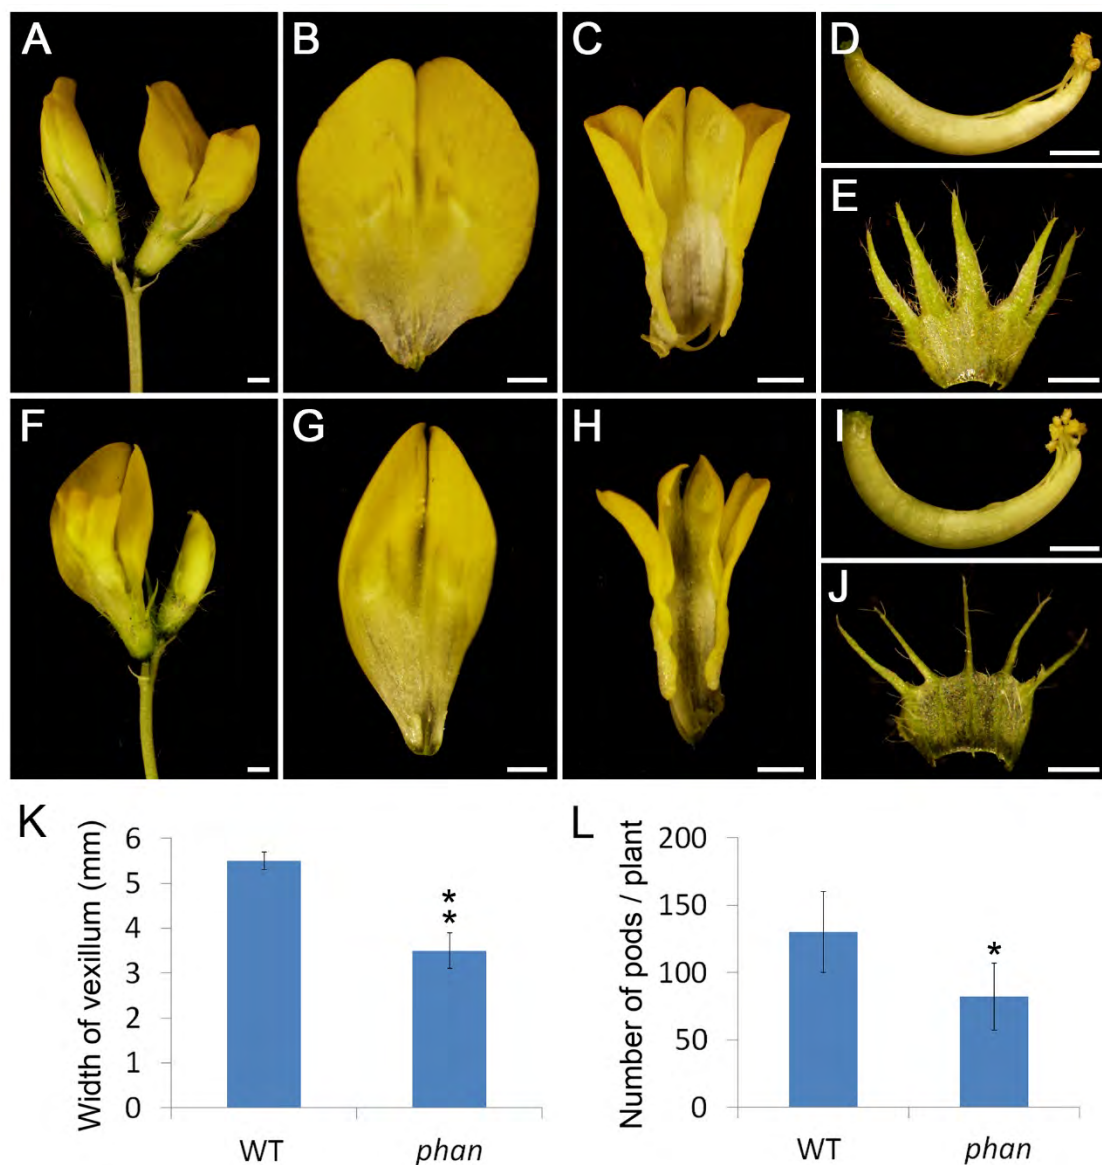 A
B
C
D
E
F
G
H
I
J
K
Width of vexillum (mm)
6
5
4
3
2
1
0
**
WT
phan
L
Number of pods / plant
200
150
100
50
0
*
WT
phan